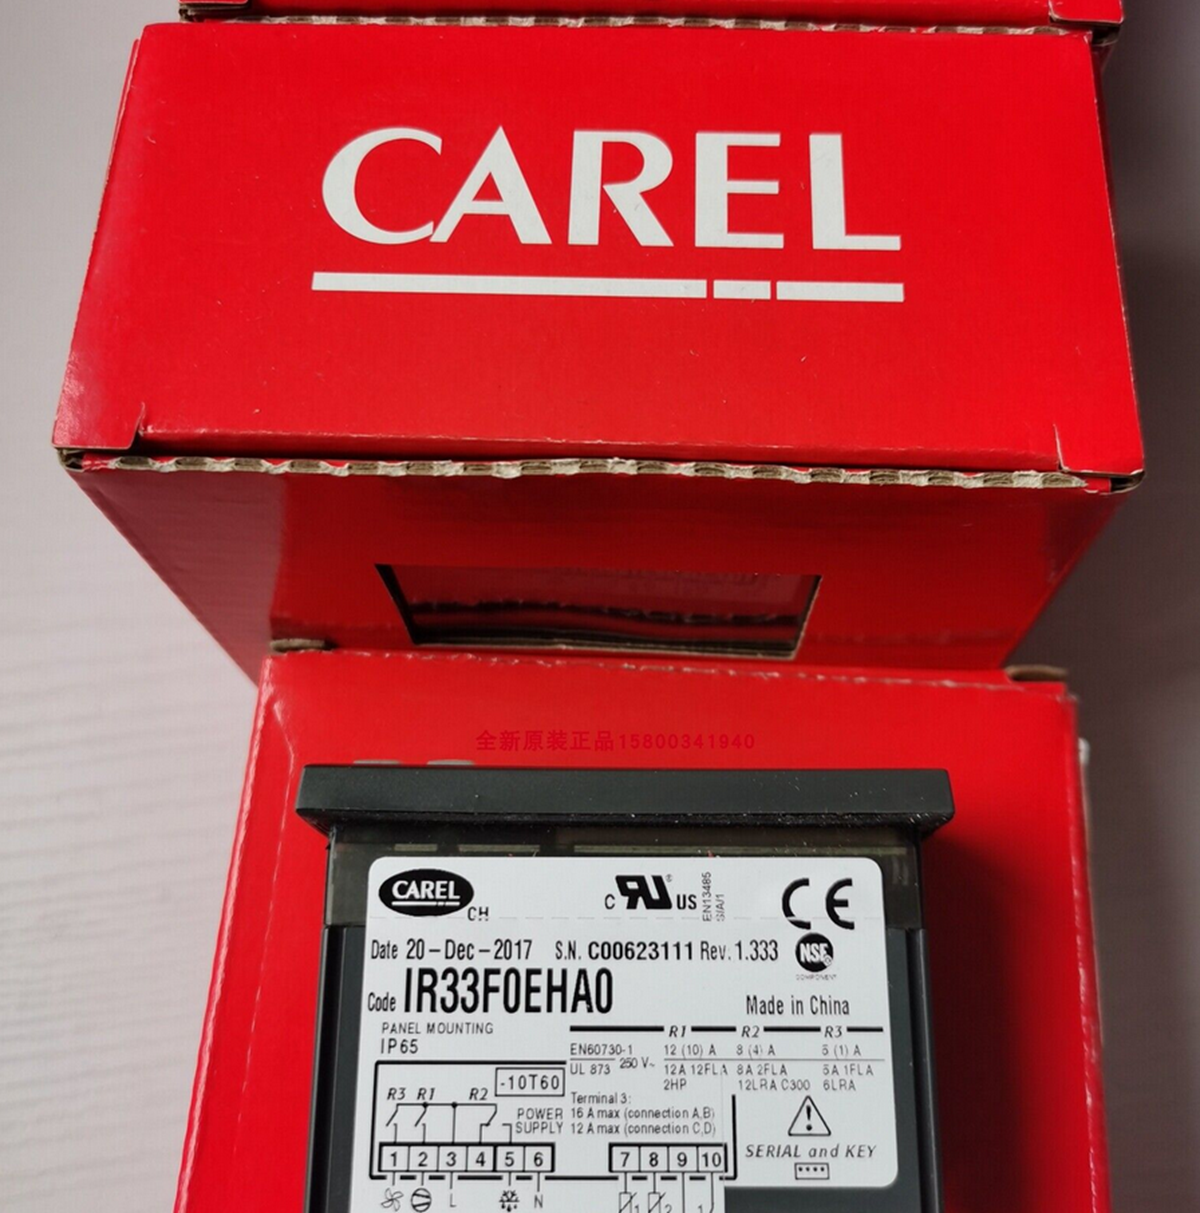 CAREL
全新原装正品15800341940
CAREL
CH
C US
EN13485
S/A/1
CE
Date 20-Dec-2017 S.N. C00623111 Rev. 1.333
NSF
COMPONENT
Code IR33F0EHA0
Made in China
PANEL MOUNTING
IP65
R1 R2 R3
EN60730-1 250 V~ 12 (10) A 8 (4) A 5 (1) A
UL 873 12A 12FLA 8A 2FLA 5A 1FLA
2HP 12LRA C300 6LRA
-10T60
R3 R1 R2
Terminal 3:
POWER SUPPLY
16 A max (connection A,B)
12 A max (connection C,D)
SERIAL and KEY
1 2 3 4 5 6 7 8 9 10
L N